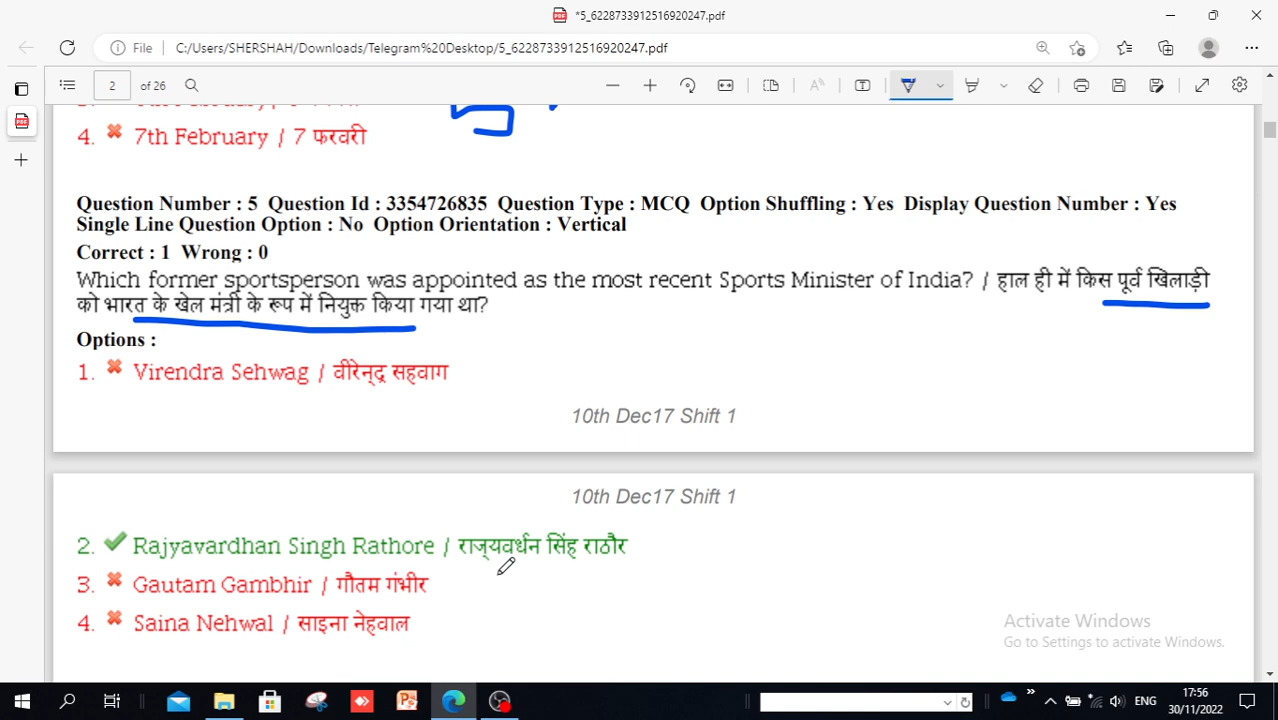 *5_6228733912516920247.pdf
File C:/Users/SHERSHAH/Downloads/Telegram%20Desktop/5_6228733912516920247.pdf
2 of 26
4. 7th February / 7 फरवरी
Question Number : 5 Question Id : 3354726835 Question Type : MCQ Option Shuffling : Yes Display Question Number : Yes
Single Line Question Option : No Option Orientation : Vertical
Correct : 1 Wrong : 0
Which former sportsperson was appointed as the most recent Sports Minister of India? / हाल ही में किस पूर्व खिलाड़ी
को भारत के खेल मंत्री के रूप में नियुक्त किया गया था?
Options :
1. Virendra Sehwag / वीरेन्द्र सहवाग
10th Dec17 Shift 1
10th Dec17 Shift 1
2. Rajyavardhan Singh Rathore / राज्यवर्धन सिंह राठौर
3. Gautam Gambhir / गौतम गंभीर
4. Saina Nehwal / साइना नेहवाल
Activate Windows
Go to Settings to activate Windows.
ENG
17:56
30/11/2022